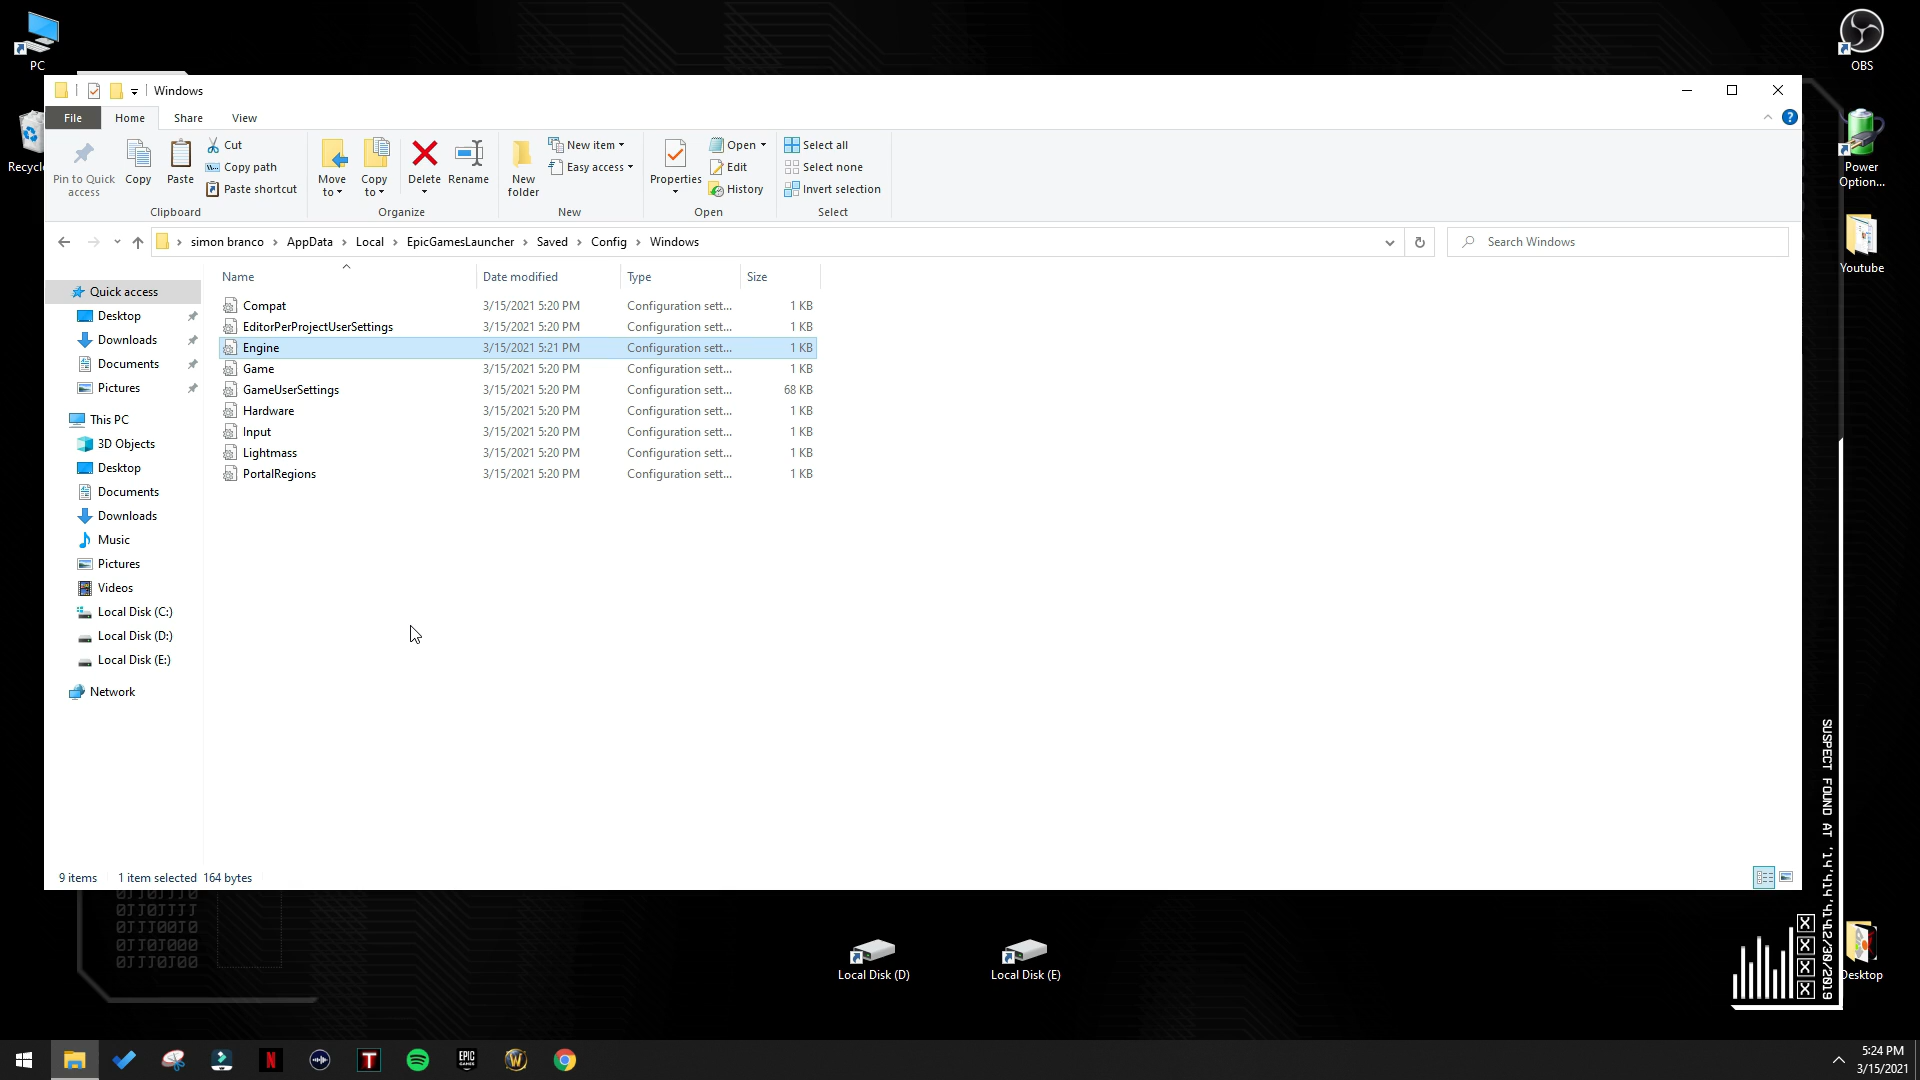 PC
OBS
Recycl
Power
Option...
Youtube
Windows
File
Home
Share
View
Pin to Quick
access
Copy
Paste
Cut
Copy path
Paste shortcut
Clipboard
Move
to
Copy
to
Delete
Rename
Organize
New
folder
New item
Easy access
New
Properties
Open
Edit
History
Open
Select all
Select none
Invert selection
Select
simon branco > AppData > Local > EpicGamesLauncher > Saved > Config > Windows
Search Windows
Name Date modified Type Size
Compat 3/15/2021 5:20 PM Configuration sett... 1 KB
EditorPerProjectUserSettings 3/15/2021 5:20 PM Configuration sett... 1 KB
Engine 3/15/2021 5:21 PM Configuration sett... 1 KB
Game 3/15/2021 5:20 PM Configuration sett... 1 KB
GameUserSettings 3/15/2021 5:20 PM Configuration sett... 68 KB
Hardware 3/15/2021 5:20 PM Configuration sett... 1 KB
Input 3/15/2021 5:20 PM Configuration sett... 1 KB
Lightmass 3/15/2021 5:20 PM Configuration sett... 1 KB
PortalRegions 3/15/2021 5:20 PM Configuration sett... 1 KB
Quick access
Desktop
Downloads
Documents
Pictures
This PC
3D Objects
Desktop
Documents
Downloads
Music
Pictures
Videos
Local Disk (C:)
Local Disk (D:)
Local Disk (E:)
Network
9 items 1 item selected 164 bytes
01101111
01110010
01101000
01110100
SUSPECT FOUND AT
Local Disk (D)
Local Disk (E)
Desktop
N
T
EPIC
GAMES
W
5:24 PM
3/15/2021